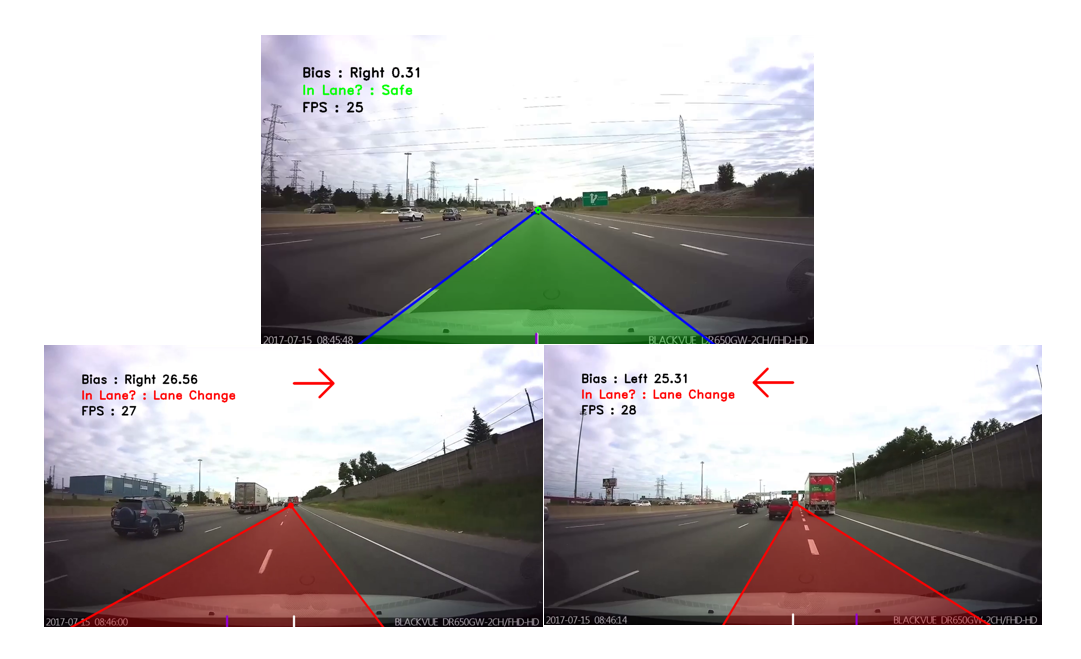 Bias : Right 0.31
In Lane? : Safe
FPS : 25
2017-07-15 08:45:48
BLACKVUE DR650GW-2CH/FHD-HD
Bias : Right 26.56
In Lane? : Lane Change
FPS : 27
2017-07-15 08:46:00
BLACKVUE DR650GW-2CH/FHD-HD
Bias : Left 25.31
In Lane? : Lane Change
FPS : 28
2017-07-15 08:46:14
BLACKVUE DR650GW-2CH/FHD-HD